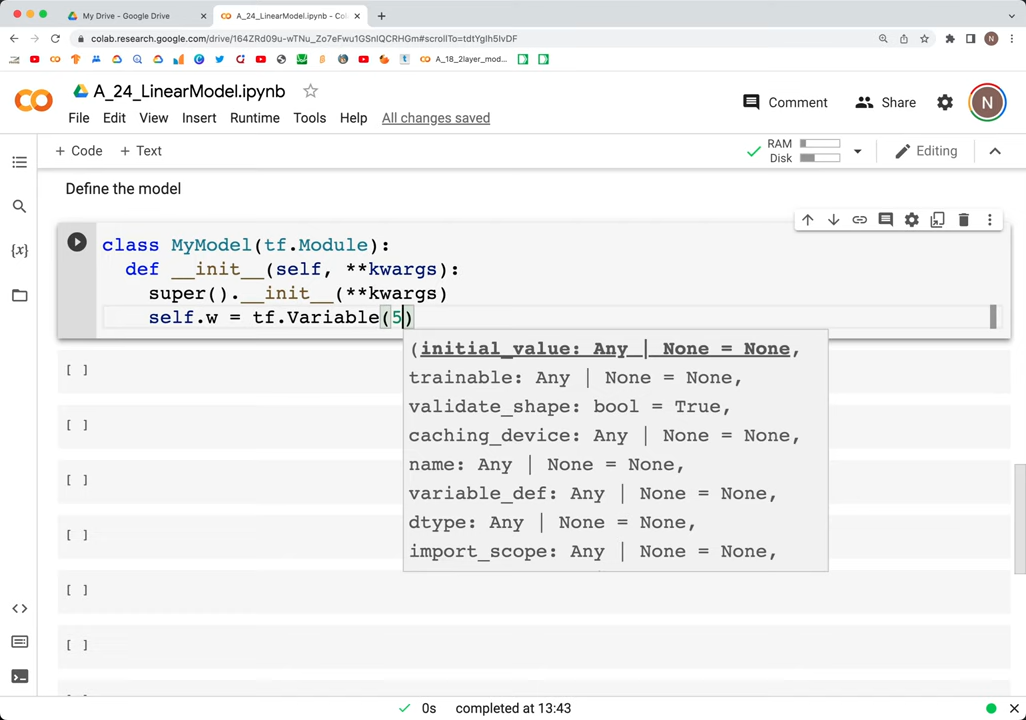 My Drive - Google Drive
A_24_LinearModel.ipynb - Col
colab.research.google.com/drive/164ZRd09u-wTNu_Zo7eFwu1GSnlQCRHGm#scrollTo=tdtYglh5lvDF
N
A_18_2layer_mod...
A_24_LinearModel.ipynb
Comment
Share
N
File Edit View Insert Runtime Tools Help All changes saved
+ Code + Text
RAM
Disk
Editing
Define the model
class MyModel(tf.Module):
def __init__(self, **kwargs):
super().__init__(**kwargs)
self.w = tf.Variable(5)
(initial_value: Any | None = None,
trainable: Any | None = None,
validate_shape: bool = True,
caching_device: Any | None = None,
name: Any | None = None,
variable_def: Any | None = None,
dtype: Any | None = None,
import_scope: Any | None = None,
[ ]
[ ]
[ ]
[ ]
[ ]
[ ]
0s completed at 13:43